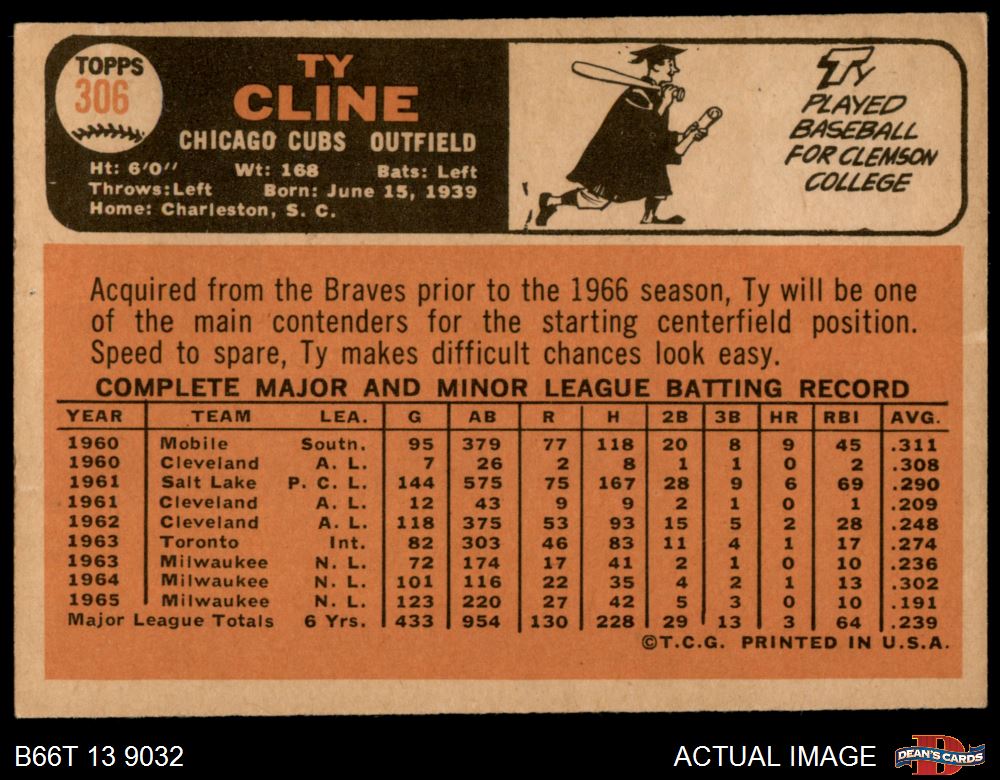 TOPPS
306
TY
CLINE
CHICAGO CUBS OUTFIELD
Ht: 6'0" Wt: 168 Bats: Left
Throws:Left Born: June 15, 1939
Home: Charleston, S. C.
TY
PLAYED
BASEBALL
FOR CLEMSON
COLLEGE
Acquired from the Braves prior to the 1966 season, Ty will be one
of the main contenders for the starting centerfield position.
Speed to spare, Ty makes difficult chances look easy.
COMPLETE MAJOR AND MINOR LEAGUE BATTING RECORD
YEAR TEAM LEA. G AB R H 2B 3B HR RBI AVG.
1960 Mobile South. 95 379 77 118 20 8 9 45 .311
1960 Cleveland A. L. 7 26 2 8 1 1 0 2 .308
1961 Salt Lake P. C. L. 144 575 75 167 28 9 6 69 .290
1961 Cleveland A. L. 12 43 9 9 2 1 0 1 .209
1962 Cleveland A. L. 118 375 53 93 15 5 2 28 .248
1963 Toronto Int. 82 303 46 83 11 4 1 17 .274
1963 Milwaukee N. L. 72 174 17 41 2 1 0 10 .236
1964 Milwaukee N. L. 101 116 22 35 4 2 1 13 .302
1965 Milwaukee N. L. 123 220 27 42 5 3 0 10 .191
Major League Totals 6 Yrs. 433 954 130 228 29 13 3 64 .239
©T.C.G. PRINTED IN U.S.A.
B66T 13 9032
ACTUAL IMAGE
DEAN'S CARDS